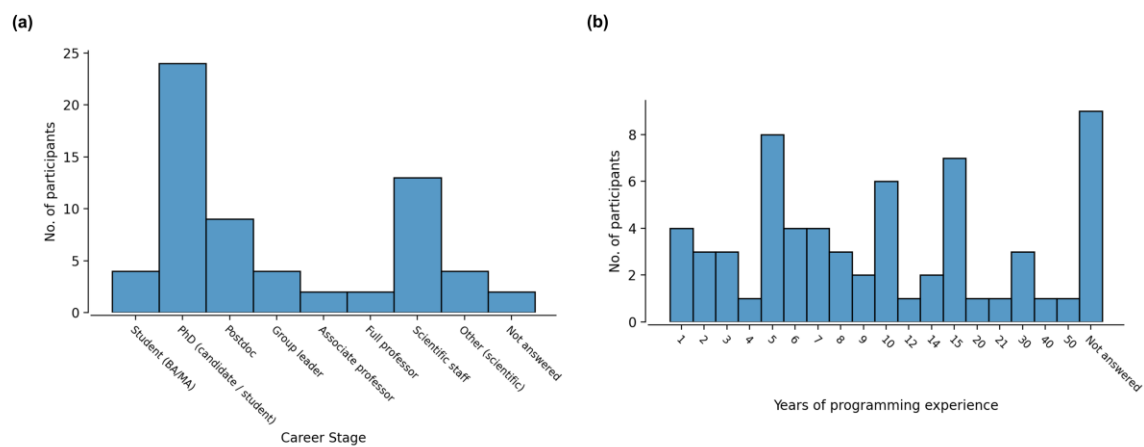 (a)
25
20
15
10
5
0
No. of participants
Student (BA/MA)
PhD (candidate / student)
Postdoc
Group leader
Associate professor
Full professor
Scientific staff
Other (scientific)
Not answered
Career Stage
(b)
8
6
4
2
0
No. of participants
1
2
3
4
5
6
7
8
9
10
12
14
15
20
21
30
40
50
Not answered
Years of programming experience